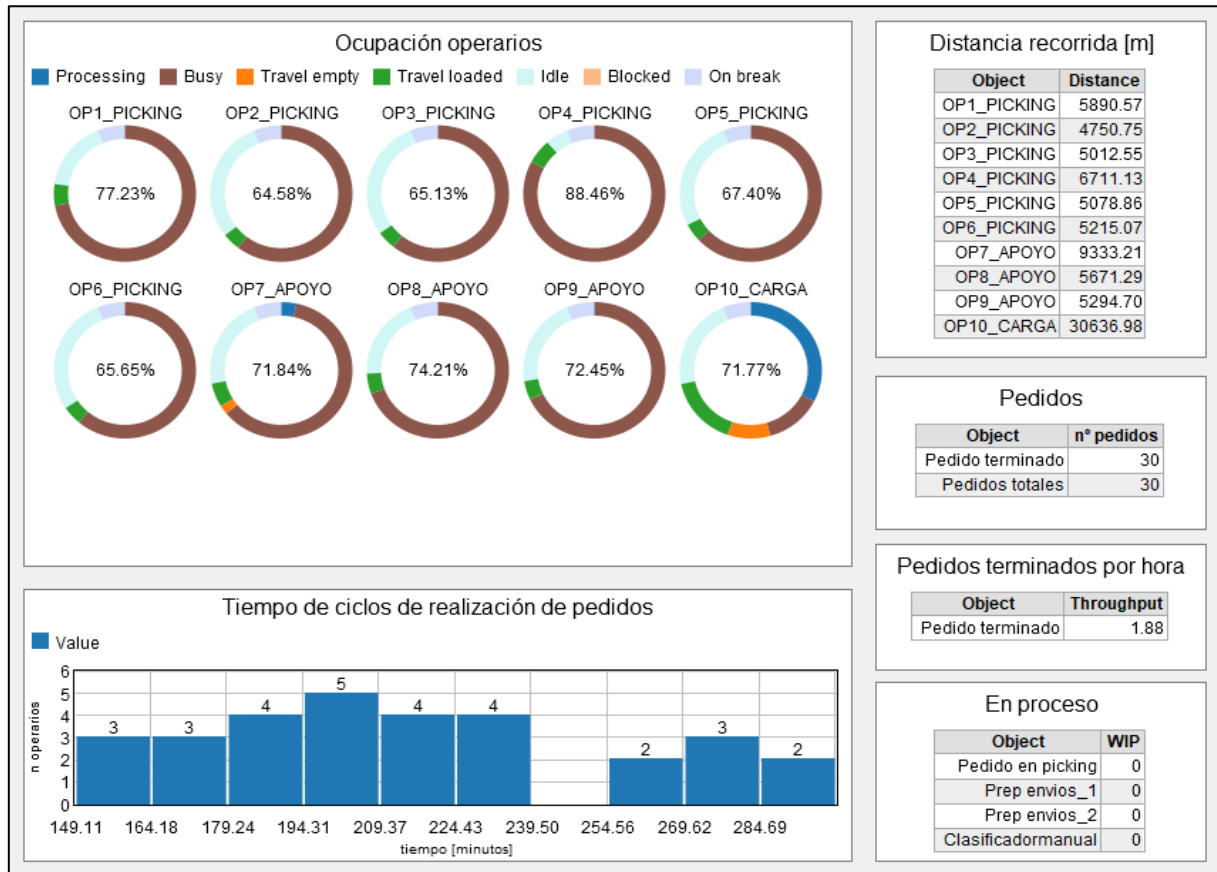 Ocupación operarios
Processing Busy Travel empty Travel loaded Idle Blocked On break
OP1_PICKING OP2_PICKING OP3_PICKING OP4_PICKING OP5_PICKING
77.23% 64.58% 65.13% 88.46% 67.40%
OP6_PICKING OP7_APOYO OP8_APOYO OP9_APOYO OP10_CARGA
65.65% 71.84% 74.21% 72.45% 71.77%
Tiempo de ciclos de realización de pedidos
Value
n operarios
6
5
4
3
2
1
0
3 3 4 5 4 4 2 3 2
149.11 164.18 179.24 194.31 209.37 224.43 239.50 254.56 269.62 284.69
tiempo [minutos]
Distancia recorrida [m]
Object Distance
OP1_PICKING 5890.57
OP2_PICKING 4750.75
OP3_PICKING 5012.55
OP4_PICKING 6711.13
OP5_PICKING 5078.86
OP6_PICKING 5215.07
OP7_APOYO 9333.21
OP8_APOYO 5671.29
OP9_APOYO 5294.70
OP10_CARGA 30636.98
Pedidos
Object nº pedidos
Pedido terminado 30
Pedidos totales 30
Pedidos terminados por hora
Object Throughput
Pedido terminado 1.88
En proceso
Object WIP
Pedido en picking 0
Prep envios_1 0
Prep envios_2 0
Clasificadormanual 0